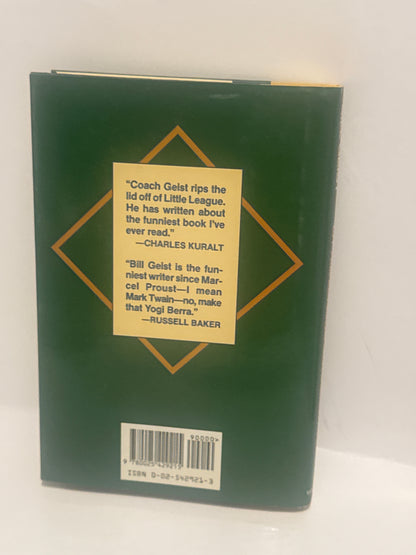 "Coach Geist rips the
lid off of Little League.
He has written about
the funniest book I've
ever read."
—CHARLES KURALT
"Bill Geist is the fun-
niest writer since Mar-
cel Proust—I mean
Mark Twain—no, make
that Yogi Berra."
—RUSSELL BAKER
90000>
ISBN 0-02-542921-3